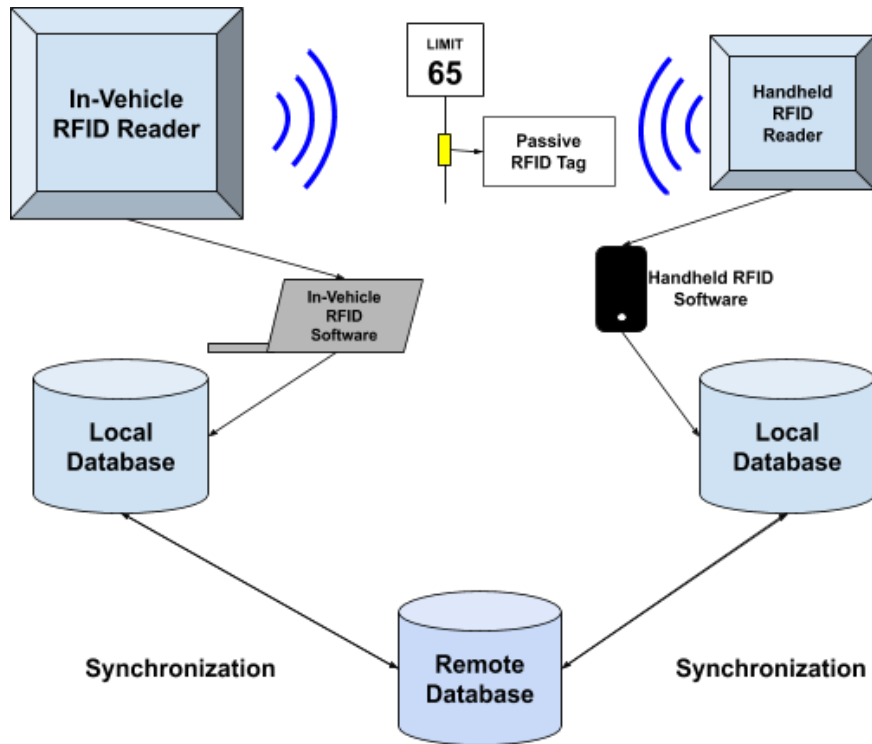 In-Vehicle
RFID Reader
LIMIT
65
Passive
RFID Tag
Handheld
RFID
Reader
In-Vehicle
RFID
Software
Handheld RFID
Software
Local
Database
Local
Database
Synchronization
Remote
Database
Synchronization